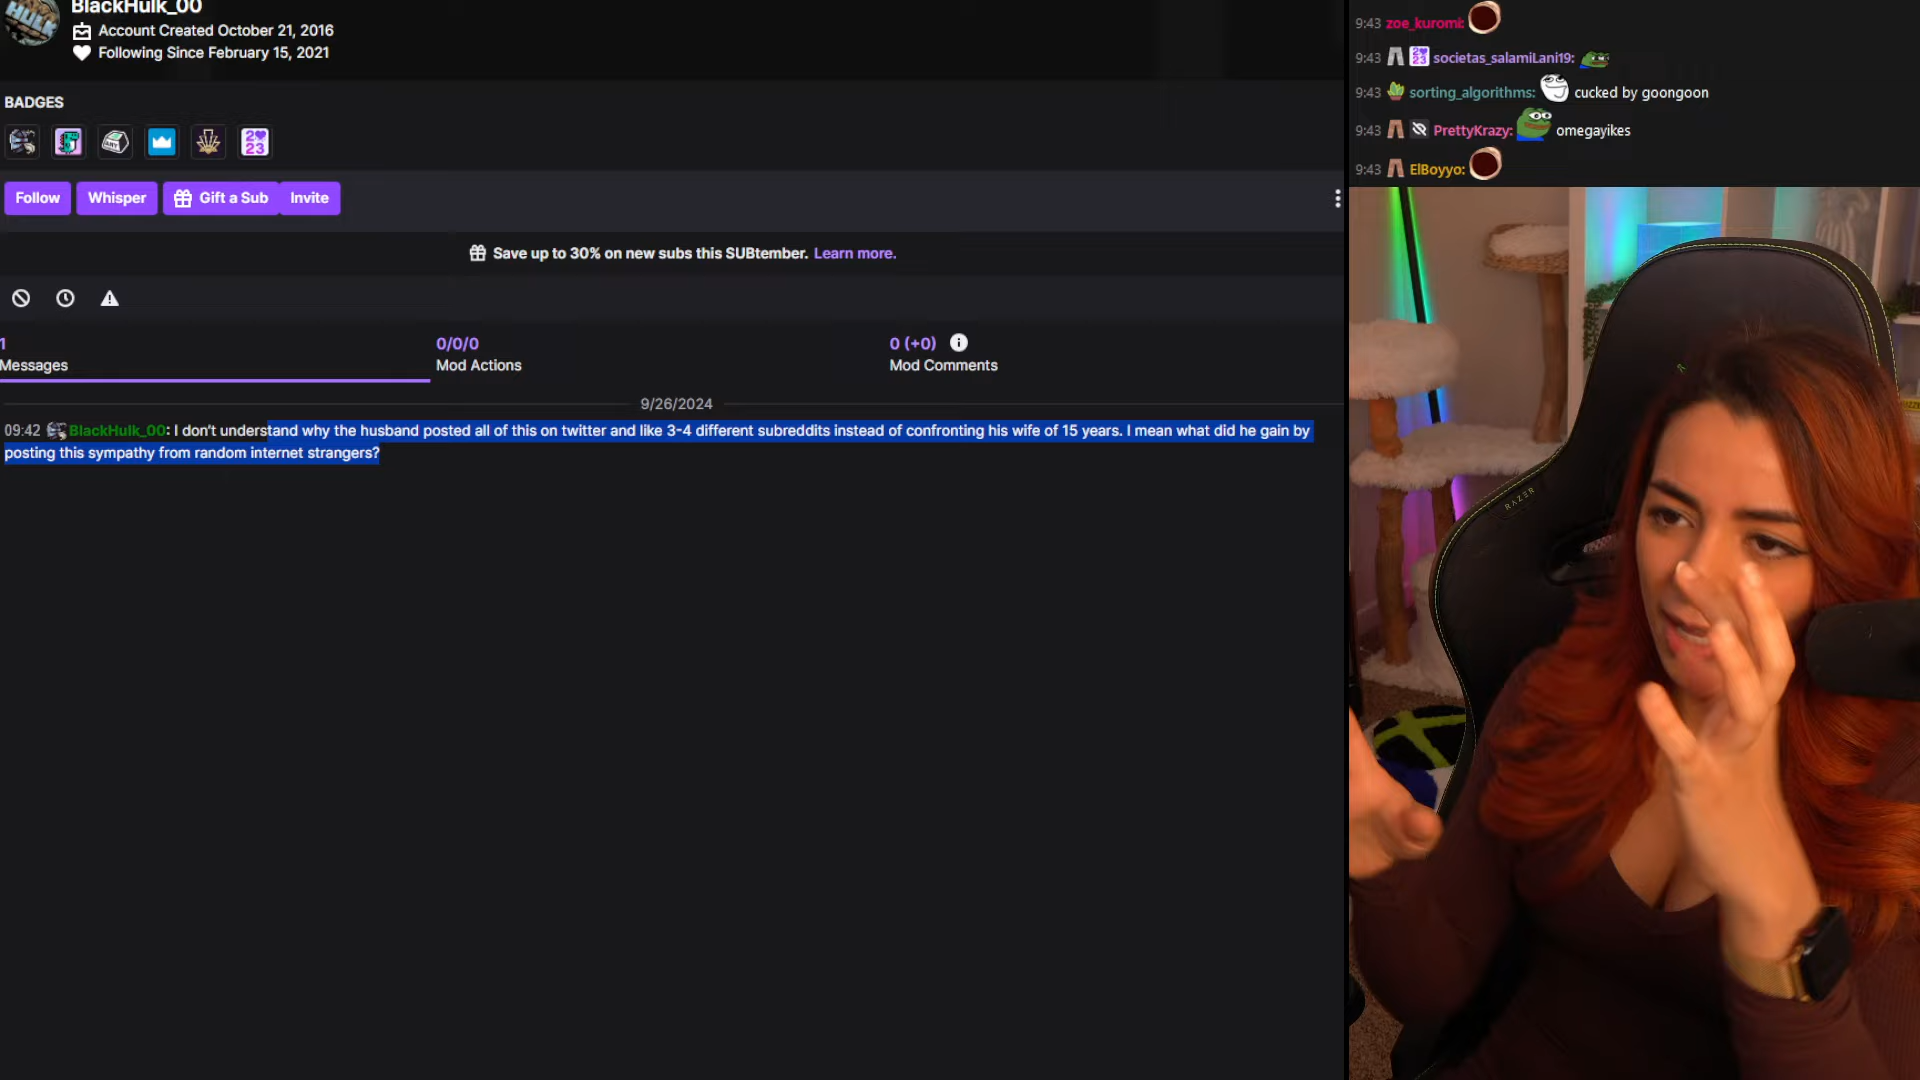 BlackHulk_00
Account Created October 21, 2016
Following Since February 15, 2021
BADGES
2 23
Follow Whisper Gift a Sub Invite
Save up to 30% on new subs this SUBtember. Learn more.
1
Messages
0/0/0
Mod Actions
0 (+0)
Mod Comments
9/26/2024
09:42 BlackHulk_00: I don't understand why the husband posted all of this on twitter and like 3-4 different subreddits instead of confronting his wife of 15 years. I mean what did he gain by
posting this sympathy from random internet strangers?
9:43 zoe_kuromi:
9:43 societas_salamiLani19:
9:43 sorting_algorithms: cucked by goongoon
9:43 PrettyKrazy: omegayikes
9:43 ElBoyyo:
RAZER